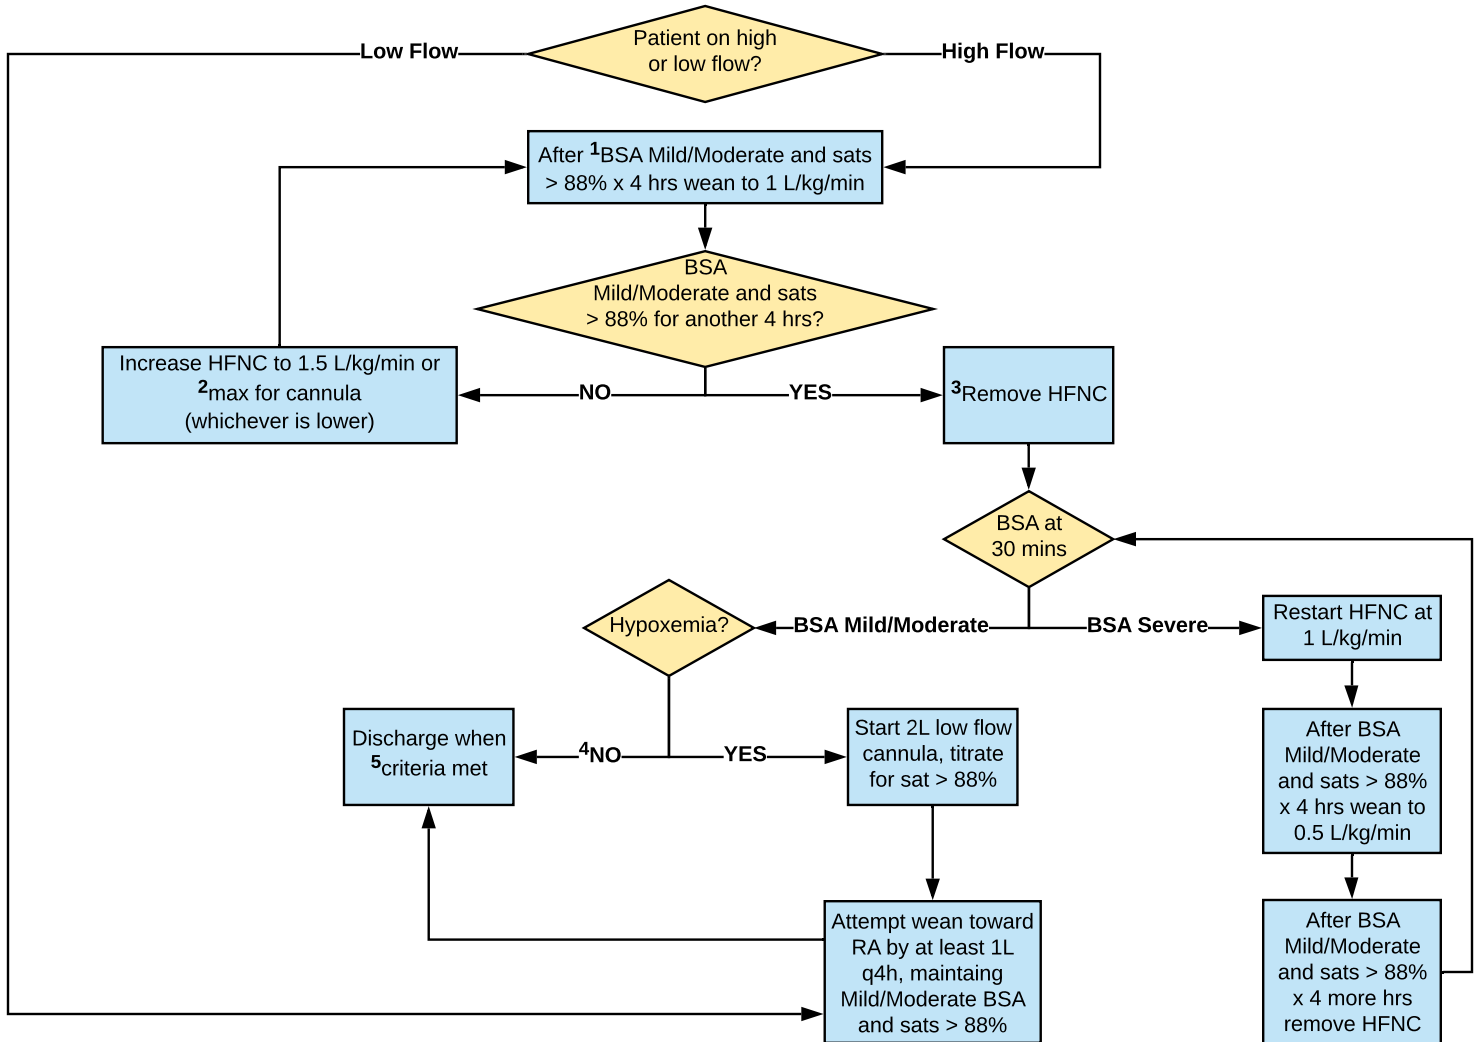 Patient on high
or low flow?
Low Flow
High Flow
After 1BSA Mild/Moderate and sats
> 88% x 4 hrs wean to 1 L/kg/min
BSA
Mild/Moderate and sats
> 88% for another 4 hrs?
NO
YES
Increase HFNC to 1.5 L/kg/min or
2max for cannula
(whichever is lower)
3Remove HFNC
BSA at
30 mins
BSA Mild/Moderate
BSA Severe
Hypoxemia?
Restart HFNC at
1 L/kg/min
4NO
YES
Discharge when
5criteria met
Start 2L low flow
cannula, titrate
for sat > 88%
After BSA
Mild/Moderate
and sats > 88%
x 4 hrs wean to
0.5 L/kg/min
Attempt wean toward
RA by at least 1L
q4h, maintaing
Mild/Moderate BSA
and sats > 88%
After BSA
Mild/Moderate
and sats > 88%
x 4 more hrs
remove HFNC